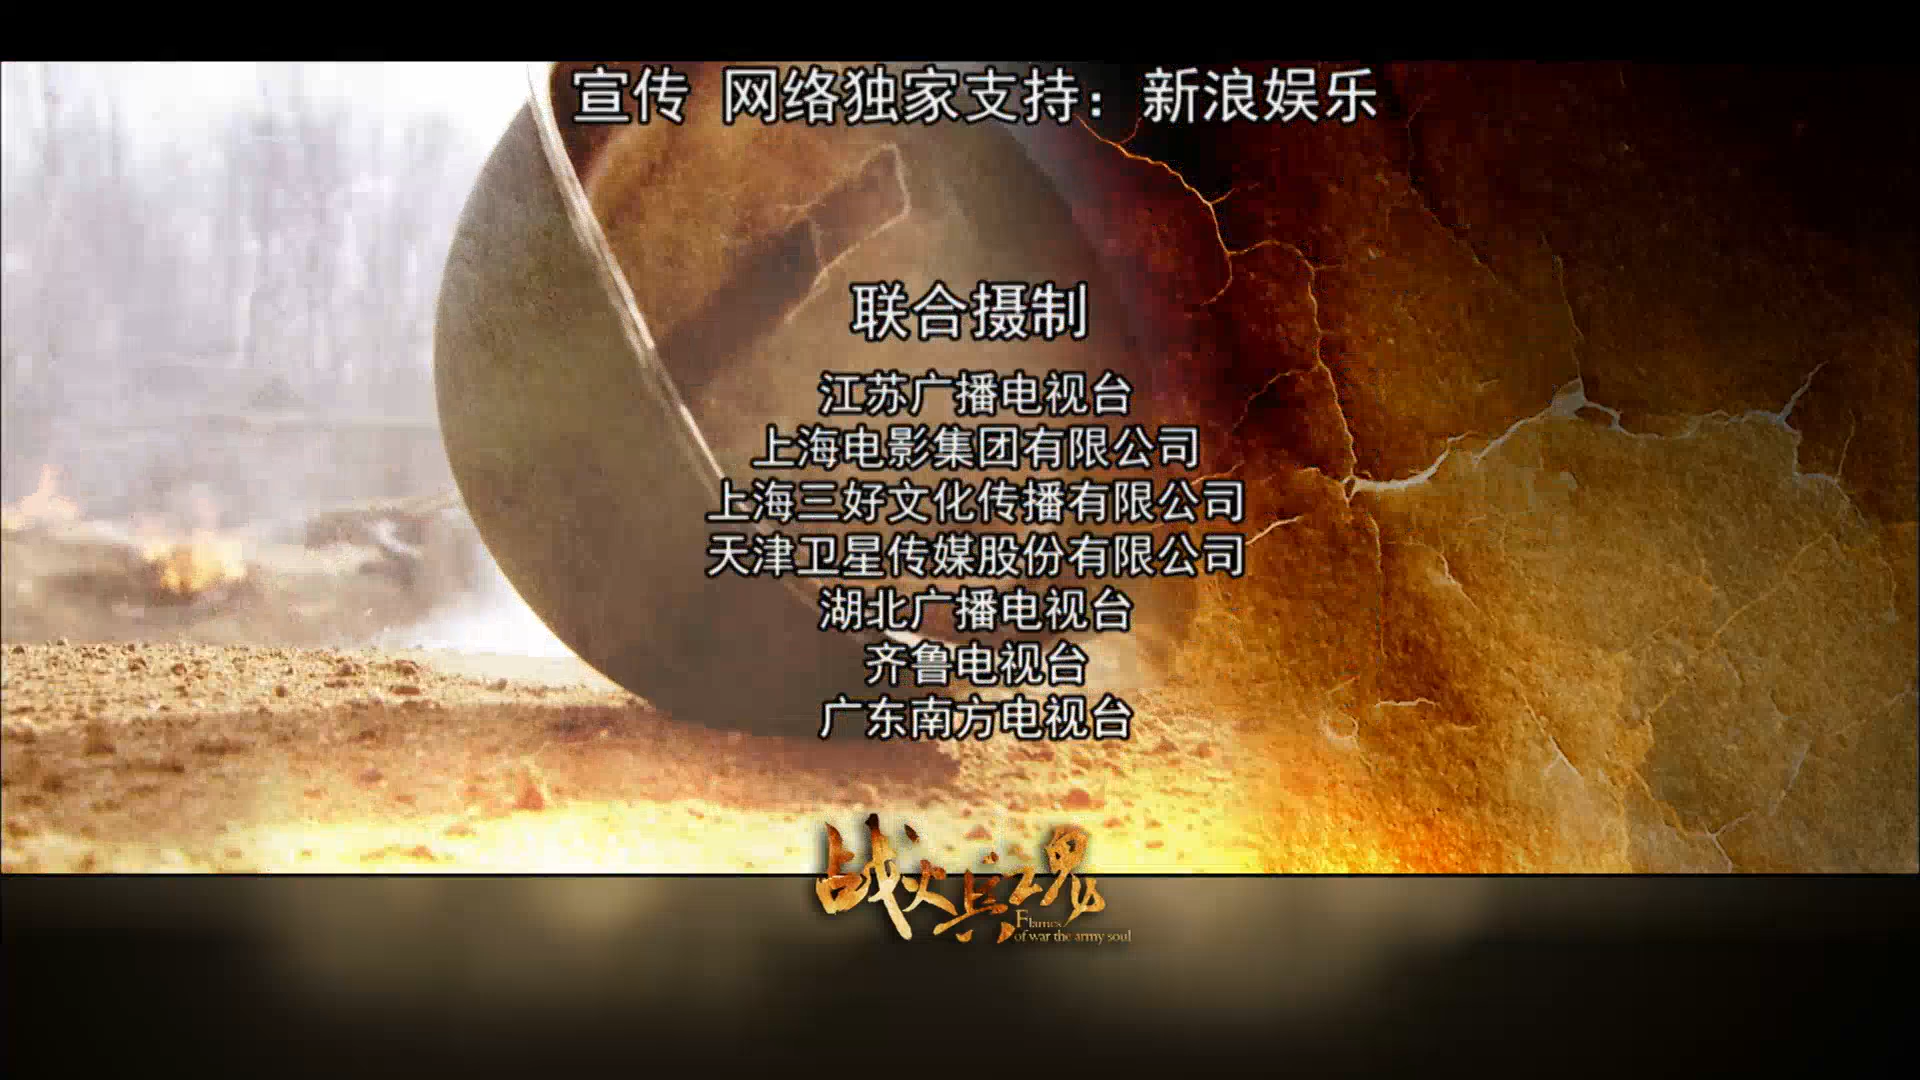 宣传 网络独家支持：新浪娱乐
联合摄制
江苏广播电视台
上海电影集团有限公司
上海三好文化传播有限公司
天津卫星传媒股份有限公司
湖北广播电视台
齐鲁电视台
广东南方电视台
战火兵魂
Flames
of war the army soul